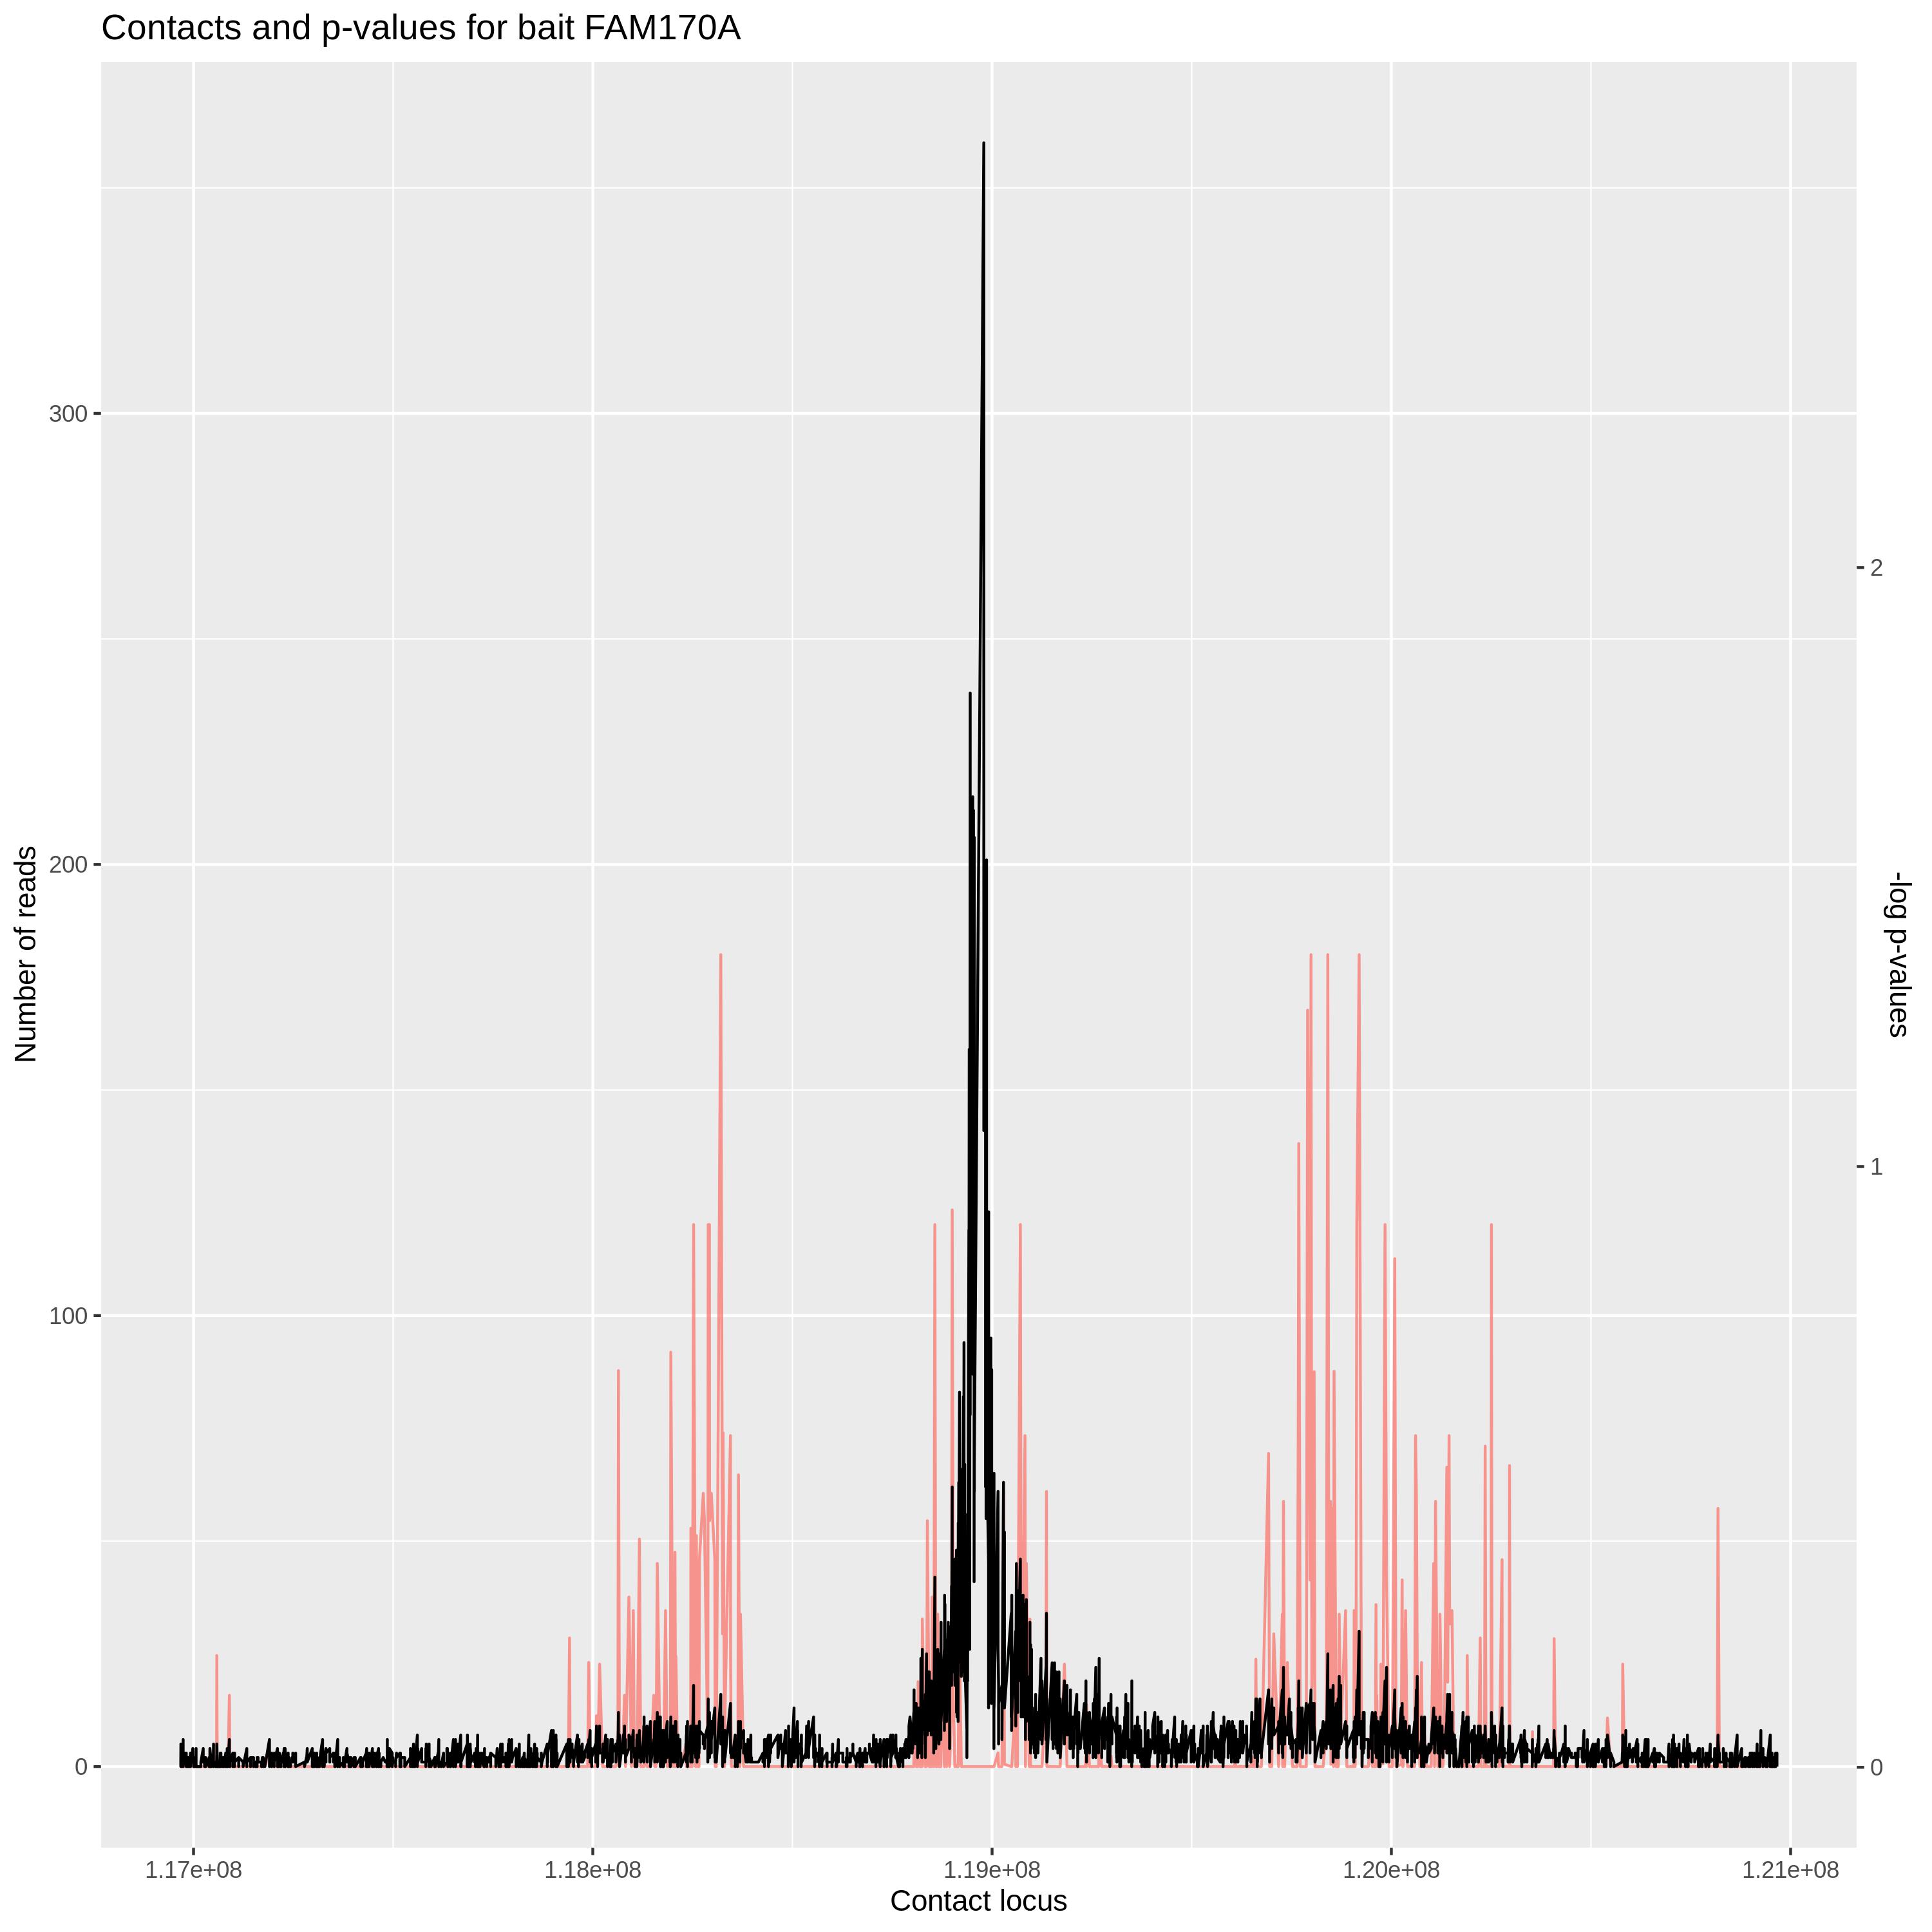 Contacts and p-values for bait FAM170A
Number of reads
300
200
100
0
2
1
0
-log p-values
1.17e+08 1.18e+08 1.19e+08 1.20e+08 1.21e+08
Contact locus